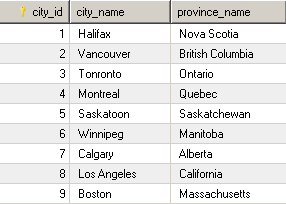 city_id city_name province_name
1 Halifax Nova Scotia
2 Vancouver British Columbia
3 Tonronto Ontario
4 Montreal Quebec
5 Saskatoon Saskatchewan
6 Winnipeg Manitoba
7 Calgary Alberta
8 Los Angeles California
9 Boston Massachusetts